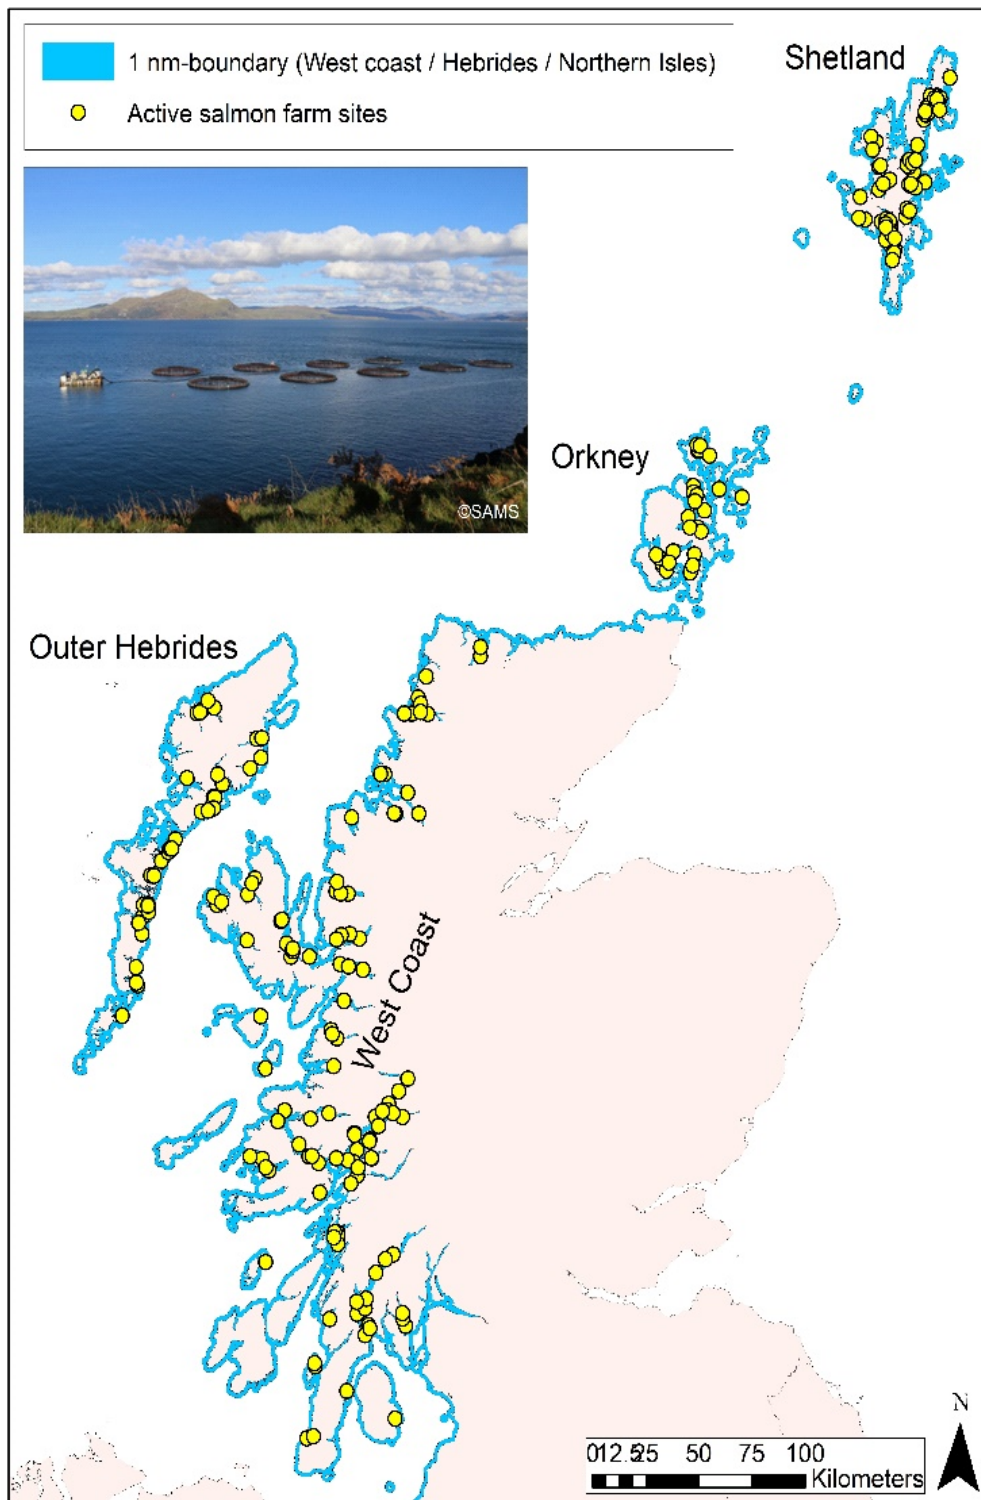 1 nm-boundary (West coast / Hebrides / Northern Isles)
Active salmon farm sites
Shetland
©SAMS
Orkney
Outer Hebrides
West Coast
N
0 12.5 25 50 75 100
Kilometers